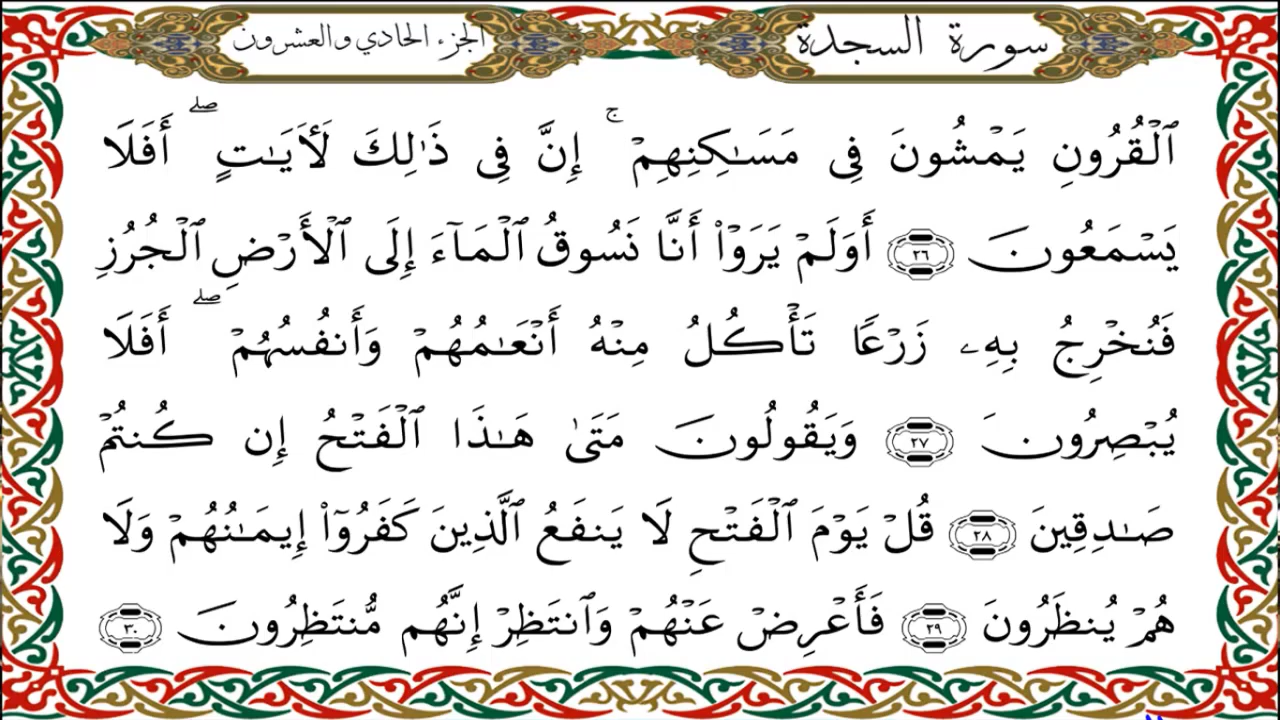 سورة السجدة
الجزء الحادي والعشرون
ٱلْقُرُونِ يَمْشُونَ فِى مَسَـٰكِنِهِمْ ۚ إِنَّ فِى ذَٰلِكَ لَـَٔايَـٰتٍ ۖ أَفَلَا
يَسْمَعُونَ ٢٦ أَوَلَمْ يَرَوْا۟ أَنَّا نَسُوقُ ٱلْمَآءَ إِلَى ٱلْأَرْضِ ٱلْجُرُزِ
فَنُخْرِجُ بِهِۦ زَرْعًا تَأْكُلُ مِنْهُ أَنْعَـٰمُهُمْ وَأَنفُسُهُمْ ۖ أَفَلَا
يُبْصِرُونَ ٢٧ وَيَقُولُونَ مَتَىٰ هَـٰذَا ٱلْفَتْحُ إِن كُنتُمْ
صَـٰدِقِينَ ٢٨ قُلْ يَوْمَ ٱلْفَتْحِ لَا يَنفَعُ ٱلَّذِينَ كَفَرُوٓا۟ إِيمَـٰنُهُمْ وَلَا
هُمْ يُنظَرُونَ ٢٩ فَأَعْرِضْ عَنْهُمْ وَٱنتَظِرْ إِنَّهُم مُّنتَظِرُونَ ٣٠